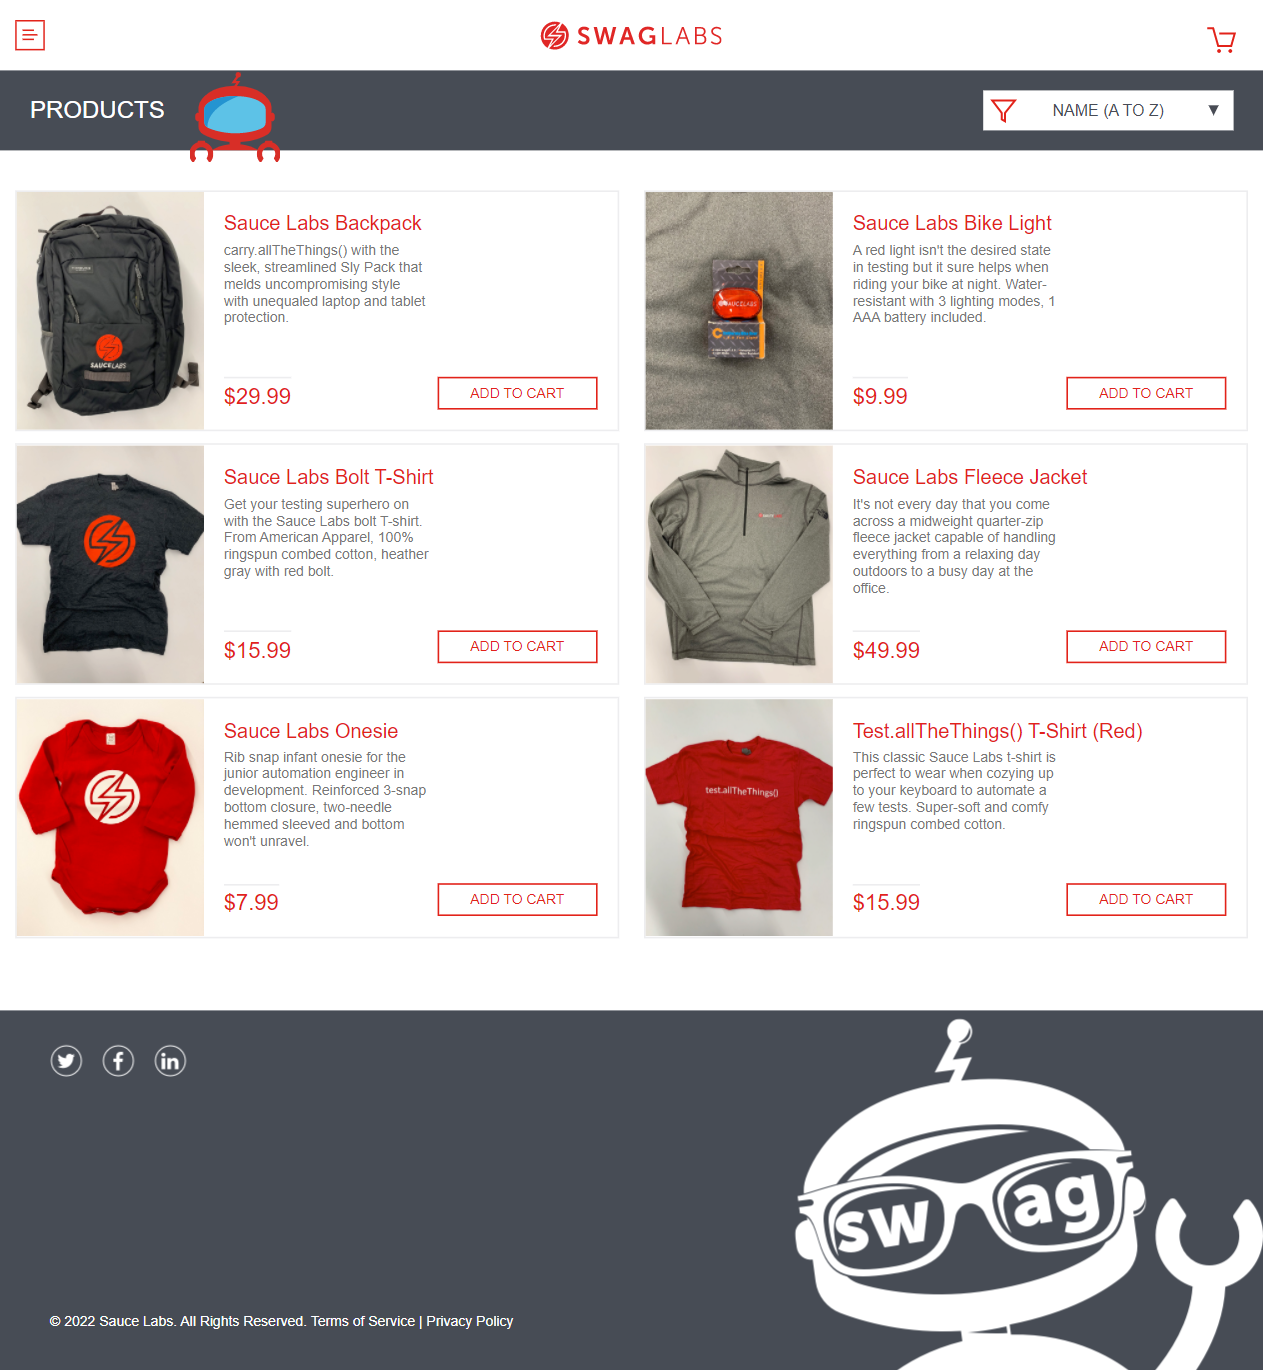 SWAGLABS
PRODUCTS
NAME (A TO Z)
Sauce Labs Backpack
carry.allTheThings() with the
sleek, streamlined Sly Pack that
melds uncompromising style
with unequaled laptop and tablet
protection.
SAUCELABS
$29.99
ADD TO CART
Sauce Labs Bike Light
A red light isn't the desired state
in testing but it sure helps when
riding your bike at night. Water-
resistant with 3 lighting modes, 1
AAA battery included.
SAUCELABS
$9.99
ADD TO CART
Sauce Labs Bolt T-Shirt
Get your testing superhero on
with the Sauce Labs bolt T-shirt.
From American Apparel, 100%
ringspun combed cotton, heather
gray with red bolt.
$15.99
ADD TO CART
Sauce Labs Fleece Jacket
It's not every day that you come
across a midweight quarter-zip
fleece jacket capable of handling
everything from a relaxing day
outdoors to a busy day at the
office.
$49.99
ADD TO CART
Sauce Labs Onesie
Rib snap infant onesie for the
junior automation engineer in
development. Reinforced 3-snap
bottom closure, two-needle
hemmed sleeved and bottom
won't unravel.
$7.99
ADD TO CART
Test.allTheThings() T-Shirt (Red)
This classic Sauce Labs t-shirt is
perfect to wear when cozying up
to your keyboard to automate a
few tests. Super-soft and comfy
ringspun combed cotton.
test.allTheThings()
$15.99
ADD TO CART
sw ag
© 2022 Sauce Labs. All Rights Reserved. Terms of Service | Privacy Policy